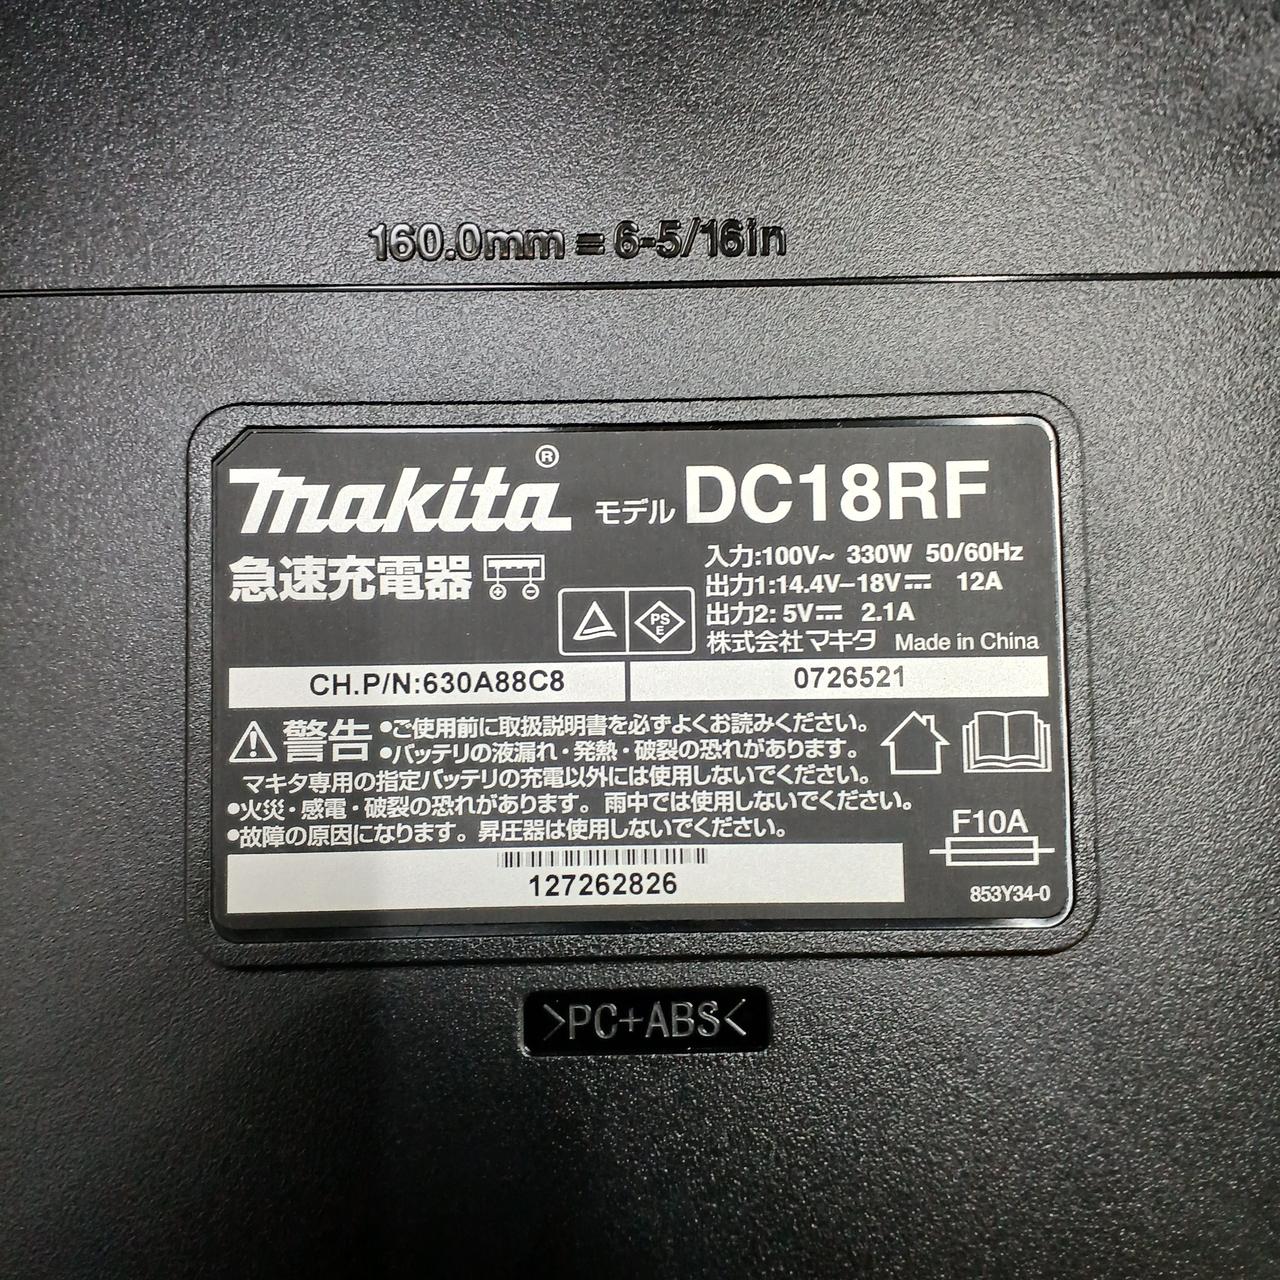 160.0mm = 6-5/16in
makita® モデル DC18RF
急速充電器
入力:100V~ 330W 50/60Hz
出力1:14.4V–18V⎓ 12A
出力2: 5V⎓ 2.1A
PS
E
株式会社マキタ Made in China
CH.P/N:630A88C8 0726521
警告 •ご使用前に取扱説明書を必ずよくお読みください。
•バッテリの液漏れ・発熱・破裂の恐れがあります。
マキタ専用の指定バッテリの充電以外には使用しないでください。
•火災・感電・破裂の恐れがあります。雨中では使用しないでください。
•故障の原因になります。昇圧器は使用しないでください。
F10A
127262826
853Y34-0
>PC+ABS<